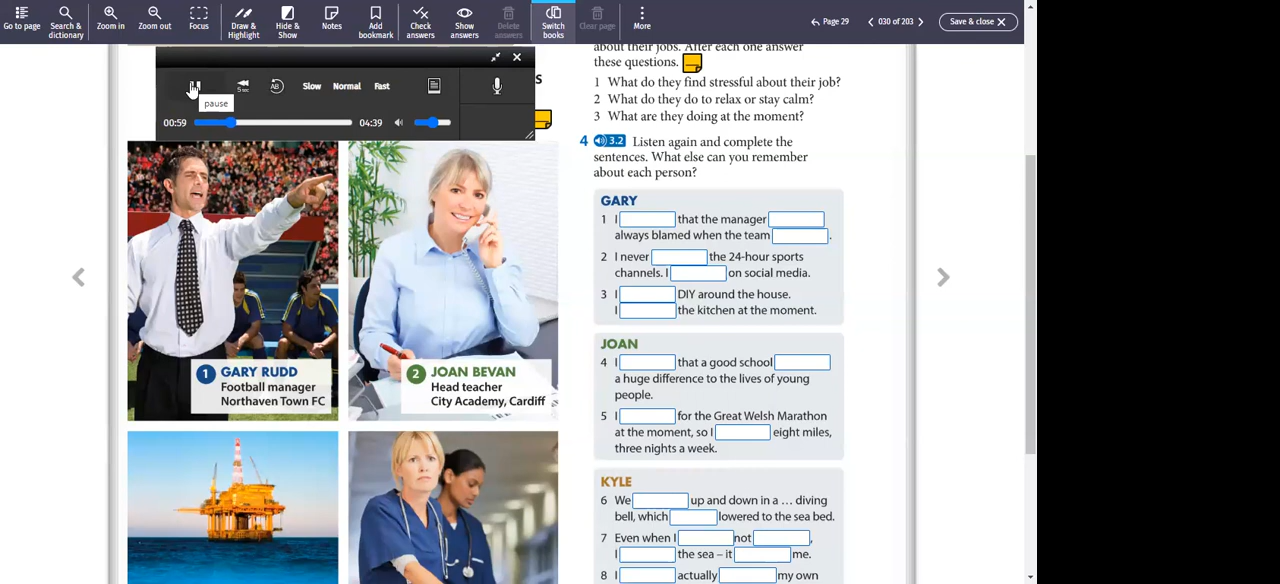 Go to page
Search & dictionary
Zoom in
Zoom out
Focus
Draw & Highlight
Hide & Show
Notes
Add bookmark
Check answers
Show answers
Delete answers
Switch books
Clear page
More
Page 29
030 of 203
Save & close
5 sec
AB
Slow
Normal
Fast
pause
00:59
04:39
S
about their jobs. After each one answer
these questions.
1 What do they find stressful about their job?
2 What do they do to relax or stay calm?
3 What are they doing at the moment?
4 3.2 Listen again and complete the
sentences. What else can you remember
about each person?
GARY
1 I that the manager
always blamed when the team .
2 I never the 24-hour sports
channels. I on social media.
3 I DIY around the house.
I the kitchen at the moment.
JOAN
4 I that a good school
a huge difference to the lives of young
people.
5 I for the Great Welsh Marathon
at the moment, so I eight miles,
three nights a week.
KYLE
6 We up and down in a … diving
bell, which lowered to the sea bed.
7 Even when I not ,
I the sea – it me.
8 I actually my own
1 GARY RUDD
Football manager
Northaven Town FC
2 JOAN BEVAN
Head teacher
City Academy, Cardiff